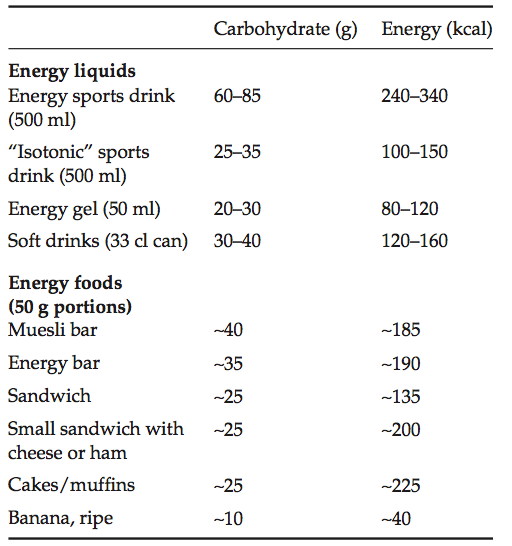 Carbohydrate (g) Energy (kcal)
Energy liquids
Energy sports drink 60–85 240–340
(500 ml)
“Isotonic” sports 25–35 100–150
drink (500 ml)
Energy gel (50 ml) 20–30 80–120
Soft drinks (33 cl can) 30–40 120–160
Energy foods
(50 g portions)
Muesli bar ~40 ~185
Energy bar ~35 ~190
Sandwich ~25 ~135
Small sandwich with ~25 ~200
cheese or ham
Cakes/muffins ~25 ~225
Banana, ripe ~10 ~40